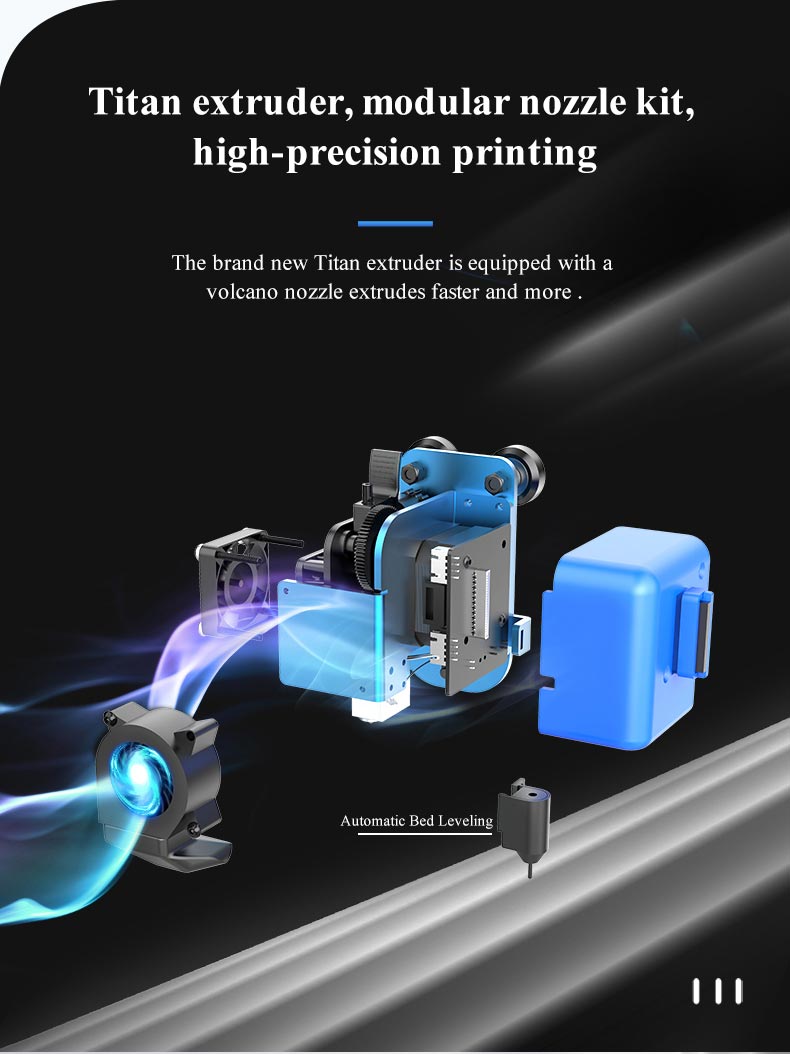 Titan extruder, modular nozzle kit,
high-precision printing
The brand new Titan extruder is equipped with a
volcano nozzle extrudes faster and more .
Automatic Bed Leveling